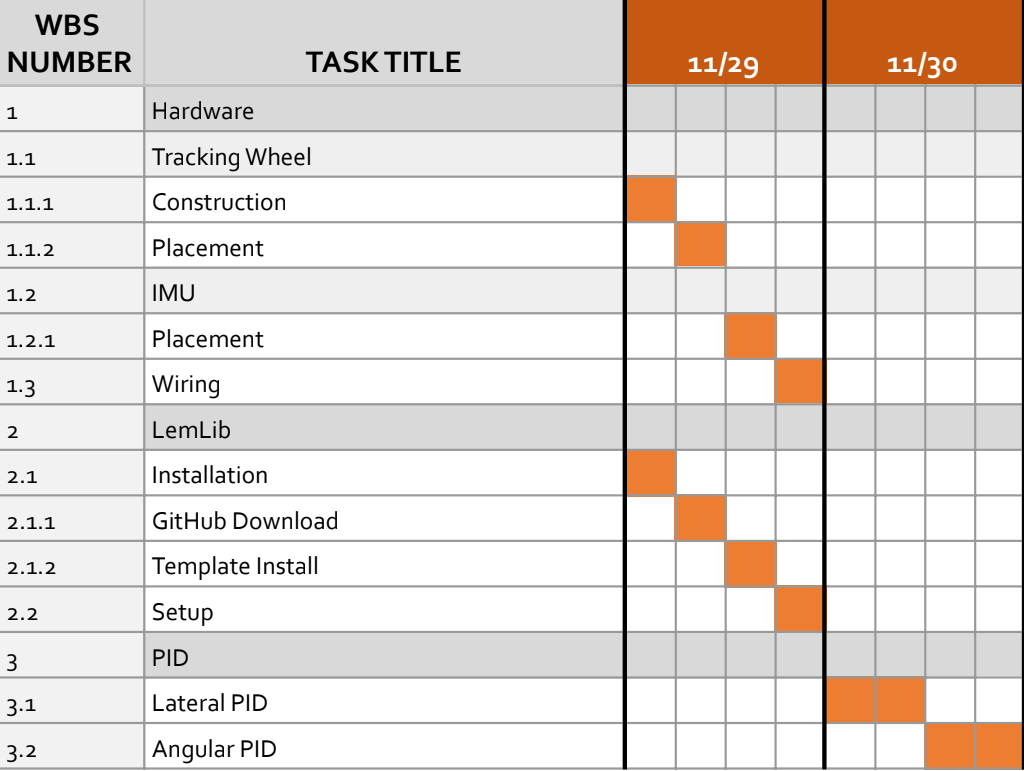 WBS NUMBER TASK TITLE 11/29 11/30
1 Hardware
1.1 Tracking Wheel
1.1.1 Construction
1.1.2 Placement
1.2 IMU
1.2.1 Placement
1.3 Wiring
2 LemLib
2.1 Installation
2.1.1 GitHub Download
2.1.2 Template Install
2.2 Setup
3 PID
3.1 Lateral PID
3.2 Angular PID